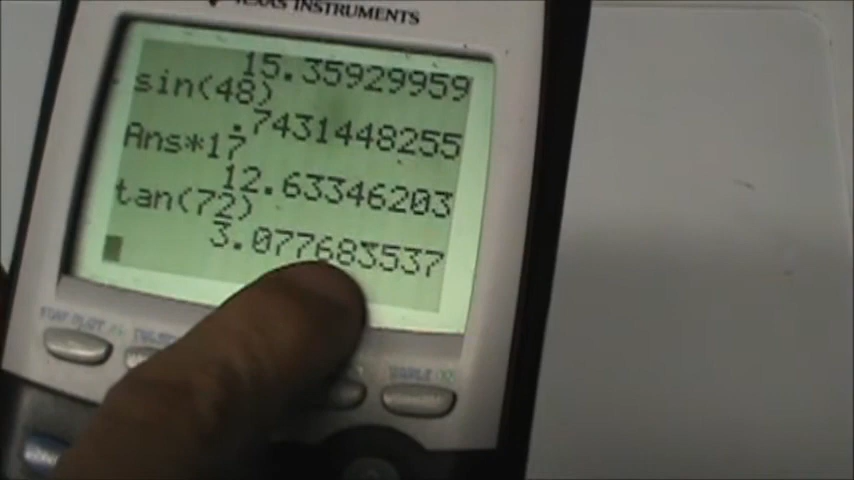 TEXAS INSTRUMENTS
15.35929959
sin(48)
.7431448255
Ans*17
12.63346203
tan(72)
3.077683537